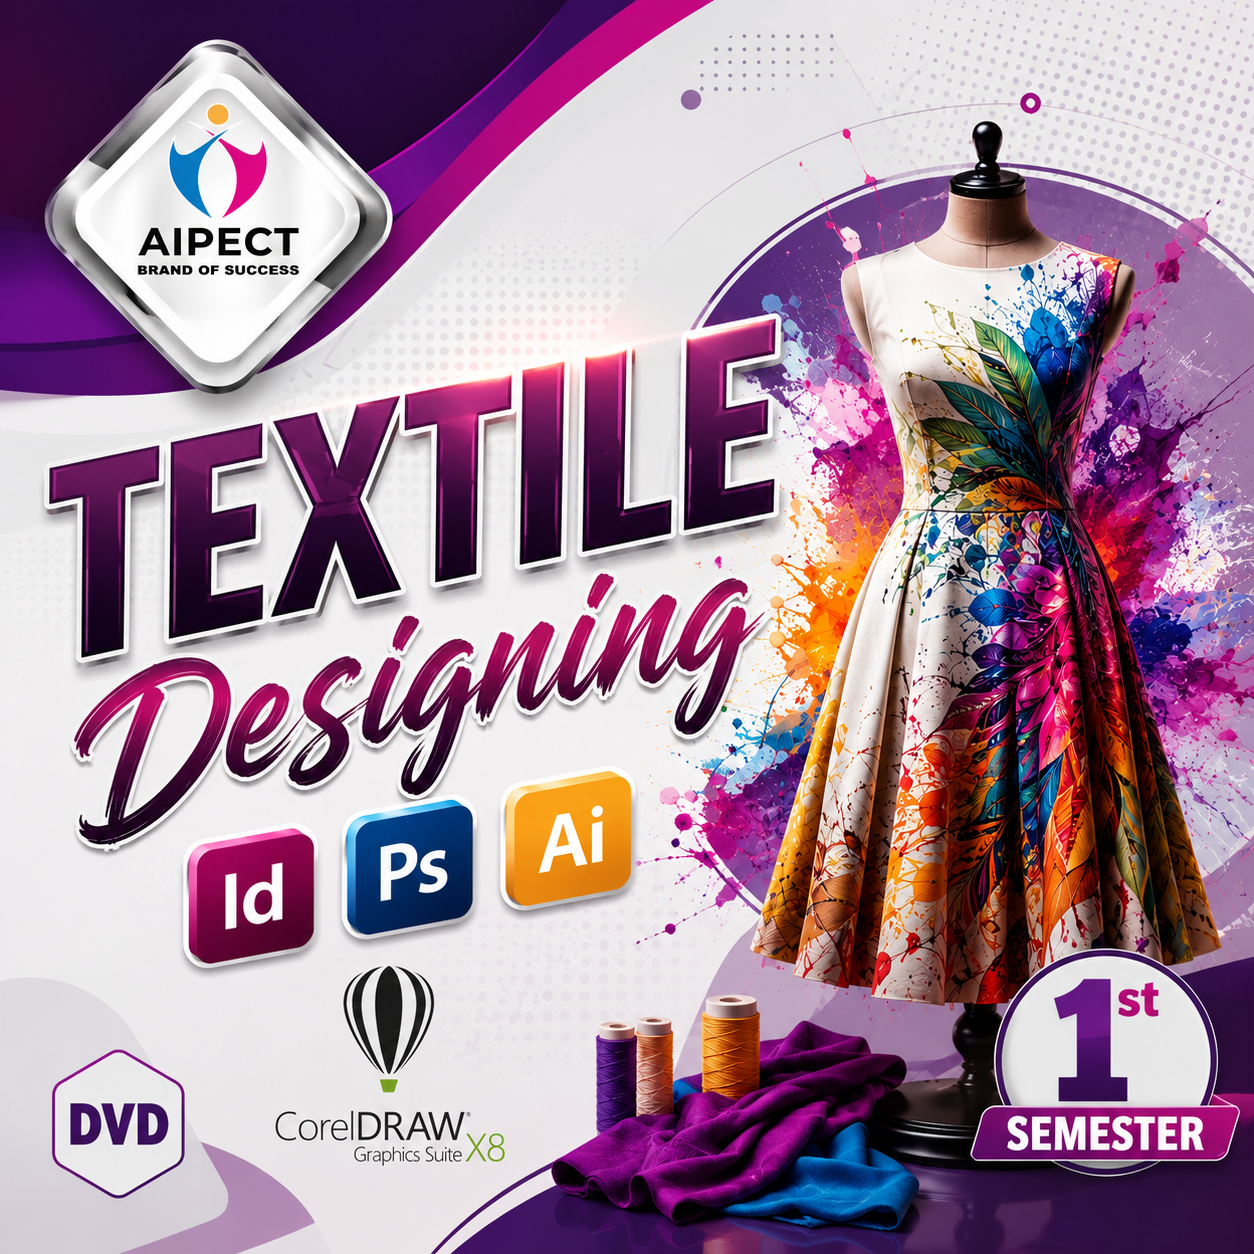 AIPECT
BRAND OF SUCCESS
TEXTILE
Designing
Id
Ps
Ai
CorelDRAW®
Graphics Suite X8
DVD
1st
SEMESTER